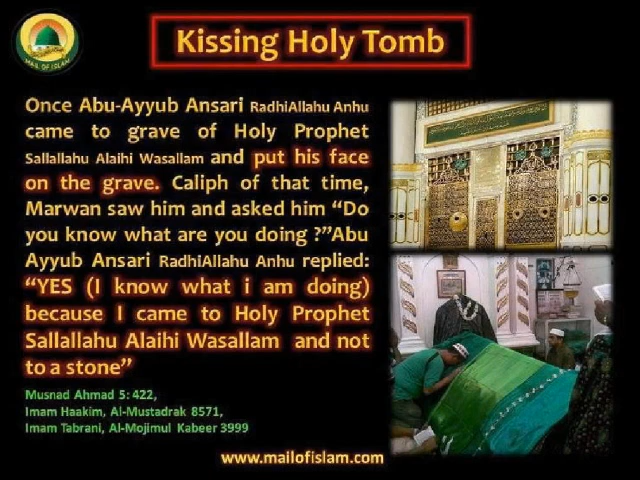 Kissing Holy Tomb
MAIL OF ISLAM
Once Abu-Ayyub Ansari RadhiAllahu Anhu
came to grave of Holy Prophet
Sallallahu Alaihi Wasallam and put his face
on the grave. Caliph of that time,
Marwan saw him and asked him “Do
you know what are you doing ?”Abu
Ayyub Ansari RadhiAllahu Anhu replied:
“YES (I know what i am doing)
because I came to Holy Prophet
Sallallahu Alaihi Wasallam and not
to a stone”
Musnad Ahmad 5: 422,
Imam Haakim, Al-Mustadrak 8571,
Imam Tabrani, Al-Mojimul Kabeer 3999
www.mailofislam.com